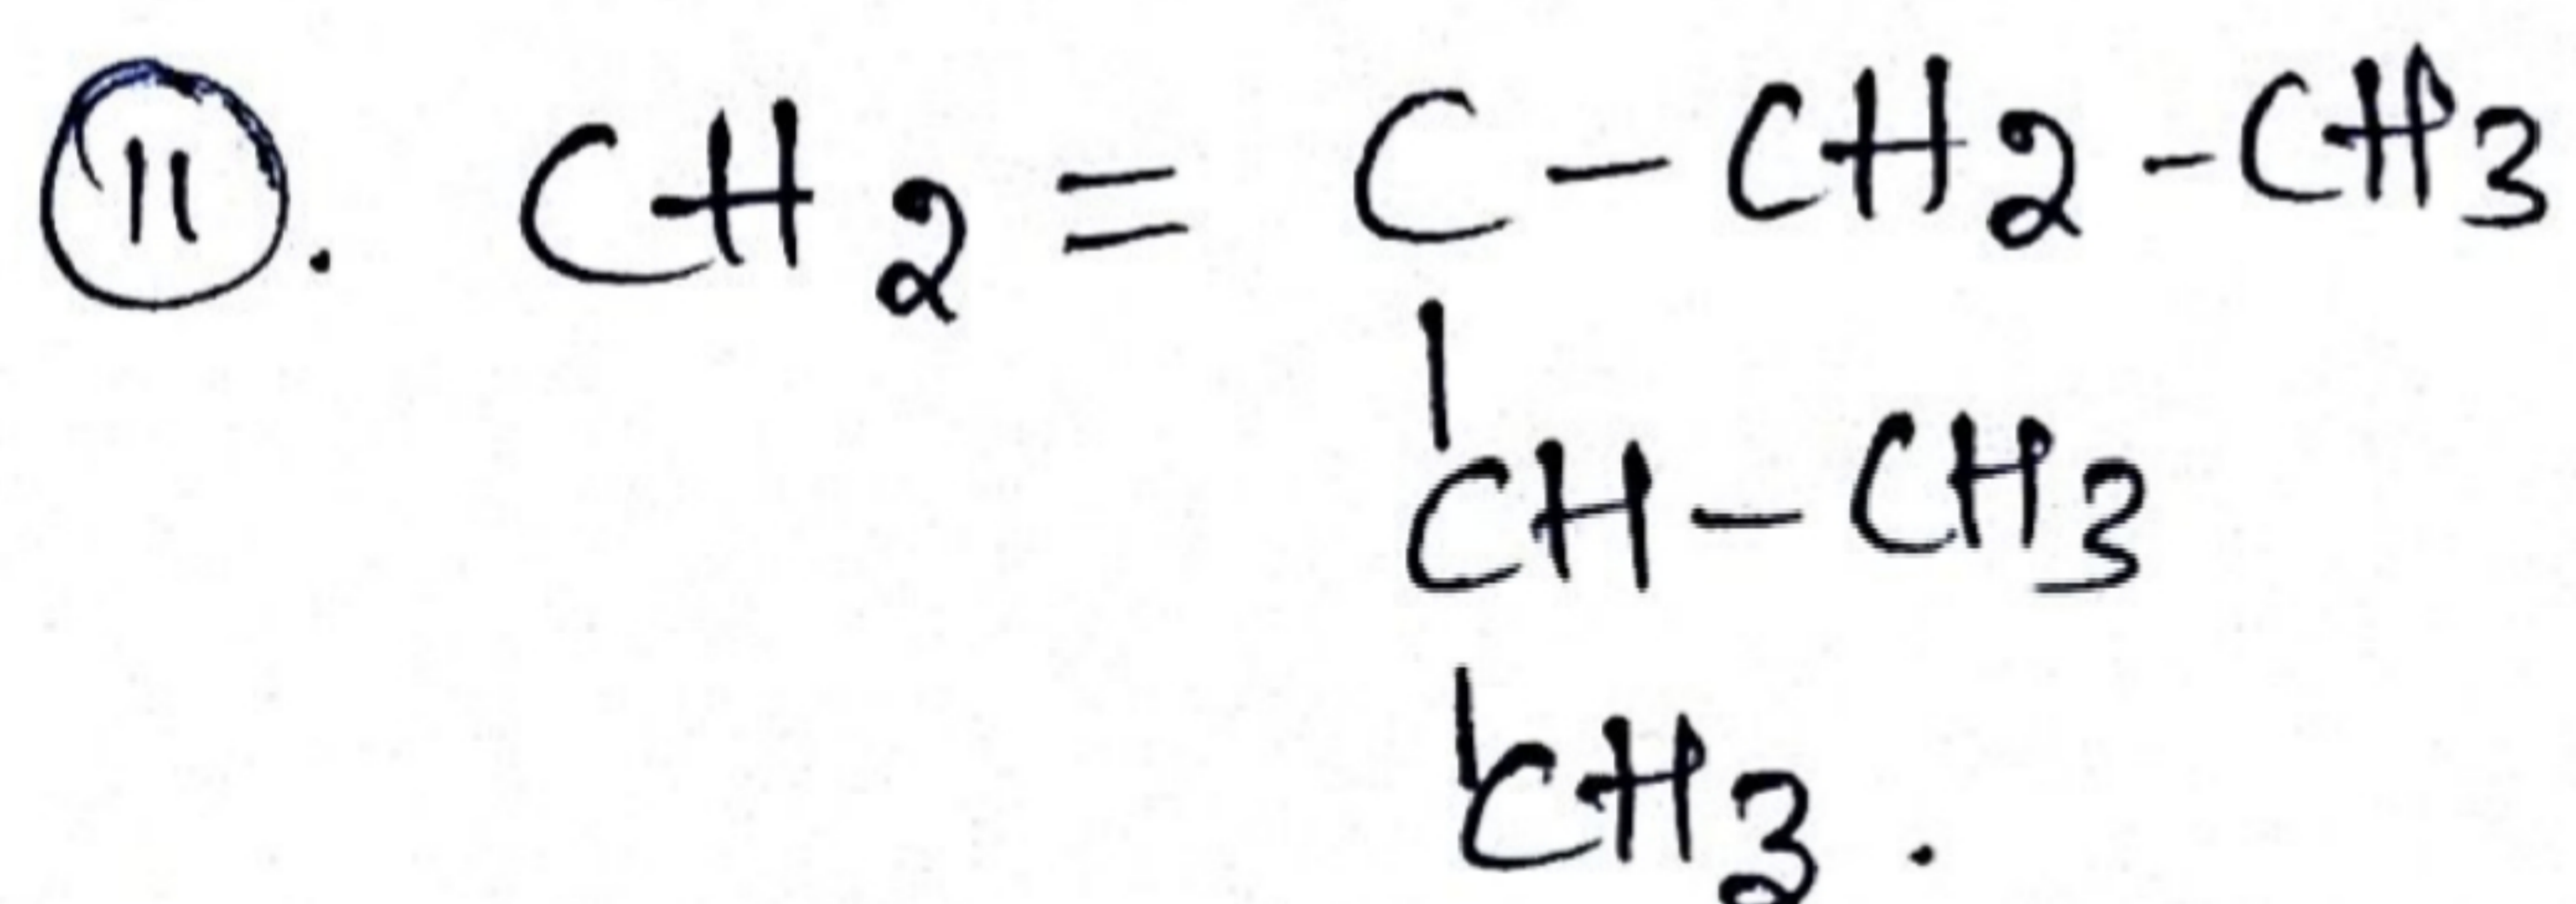 11. CH2 = C - CH2 - CH3
|
CH - CH3
|
CH3.